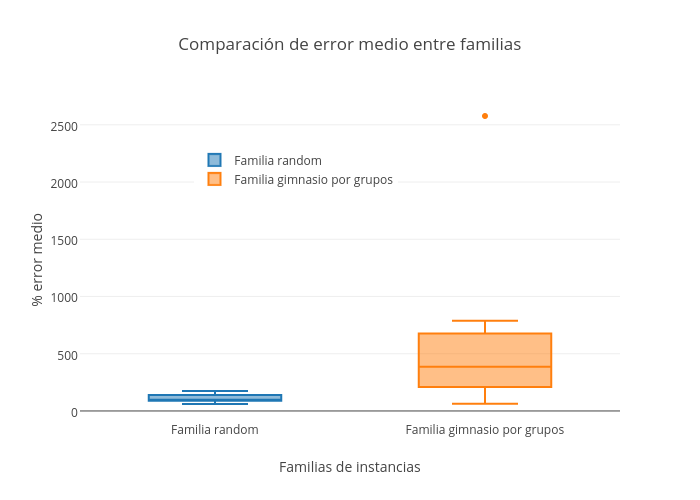 Comparación de error medio entre familias
2500
2000
1500
1000
500
0
% error medio
Familia random
Familia gimnasio por grupos
Familia random
Familia gimnasio por grupos
Familias de instancias